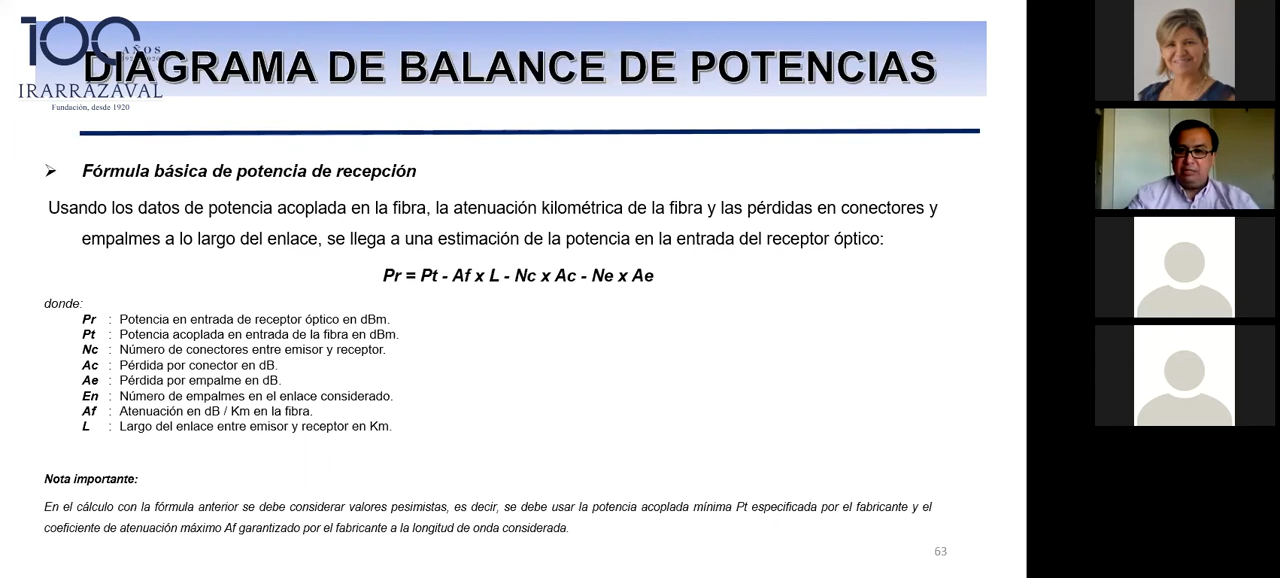 100
AÑOS
DIAGRAMA DE BALANCE DE POTENCIAS
IRARRÁZAVAL
Fundación, desde 1920
➢ Fórmula básica de potencia de recepción
Usando los datos de potencia acoplada en la fibra, la atenuación kilométrica de la fibra y las pérdidas en conectores y
empalmes a lo largo del enlace, se llega a una estimación de la potencia en la entrada del receptor óptico:
Pr = Pt - Af x L - Nc x Ac - Ne x Ae
donde:
Pr : Potencia en entrada de receptor óptico en dBm.
Pt : Potencia acoplada en entrada de la fibra en dBm.
Nc : Número de conectores entre emisor y receptor.
Ac : Pérdida por conector en dB.
Ae : Pérdida por empalme en dB.
En : Número de empalmes en el enlace considerado.
Af : Atenuación en dB / Km en la fibra.
L : Largo del enlace entre emisor y receptor en Km.
Nota importante:
En el cálculo con la fórmula anterior se debe considerar valores pesimistas, es decir, se debe usar la potencia acoplada mínima Pt especificada por el fabricante y el
coeficiente de atenuación máximo Af garantizado por el fabricante a la longitud de onda considerada.
63